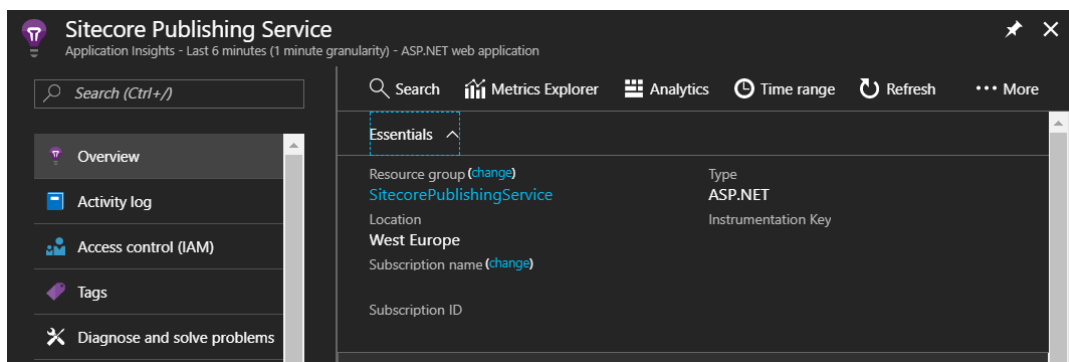 Sitecore Publishing Service
Application Insights - Last 6 minutes (1 minute granularity) - ASP.NET web application
Search (Ctrl+/)
Overview
Activity log
Access control (IAM)
Tags
Diagnose and solve problems
Search Metrics Explorer Analytics Time range Refresh ••• More
Essentials
Resource group (change)
SitecorePublishingService
Location
West Europe
Subscription name (change)
Subscription ID
Type
ASP.NET
Instrumentation Key